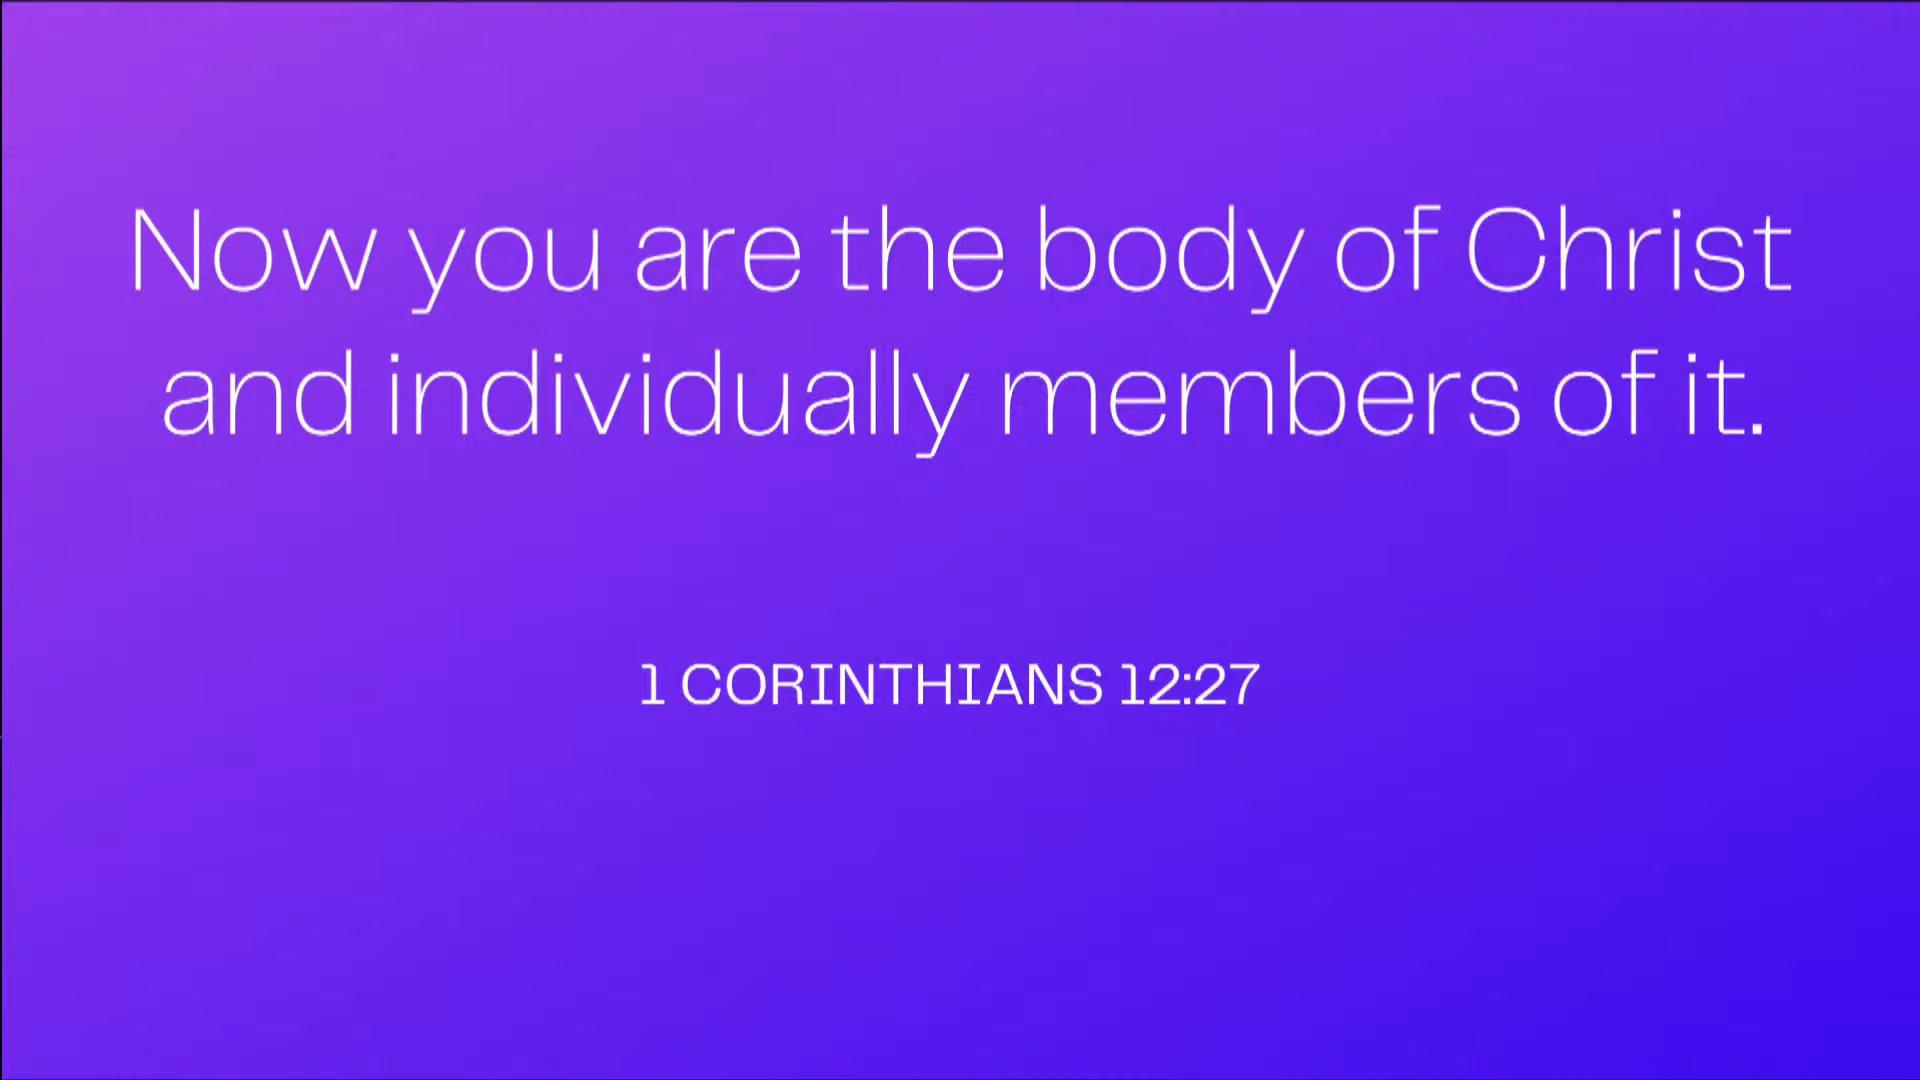 Now you are the body of Christ
and individually members of it.
1 CORINTHIANS 12:27